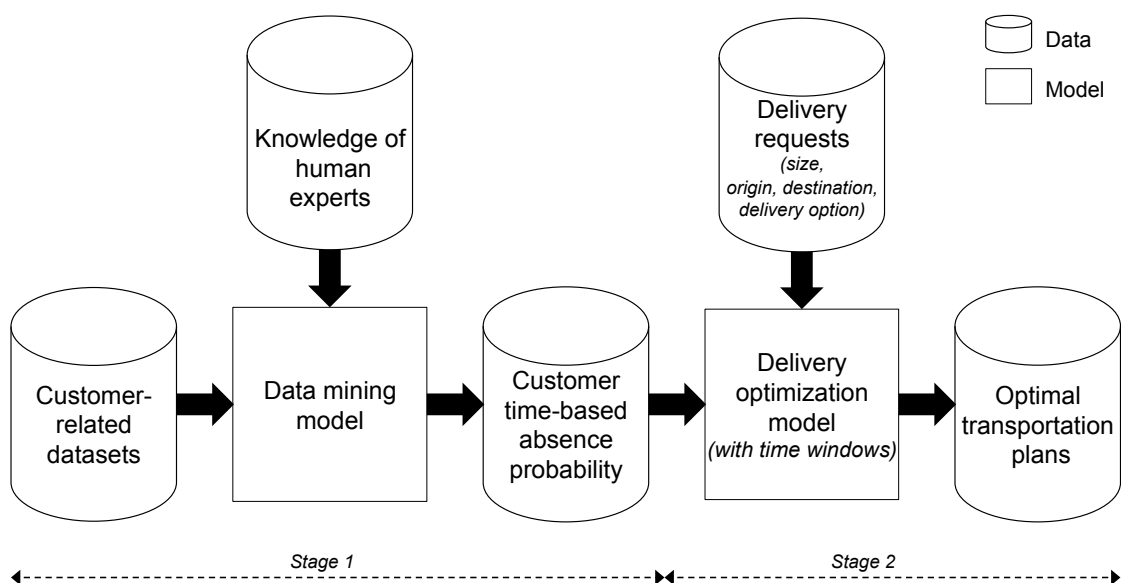 Data
Model
Knowledge of
human
experts
Delivery
requests
(size,
origin, destination,
delivery option)
Customer-
related
datasets
Data mining
model
Customer
time-based
absence
probability
Delivery
optimization
model
(with time windows)
Optimal
transportation
plans
Stage 1
Stage 2